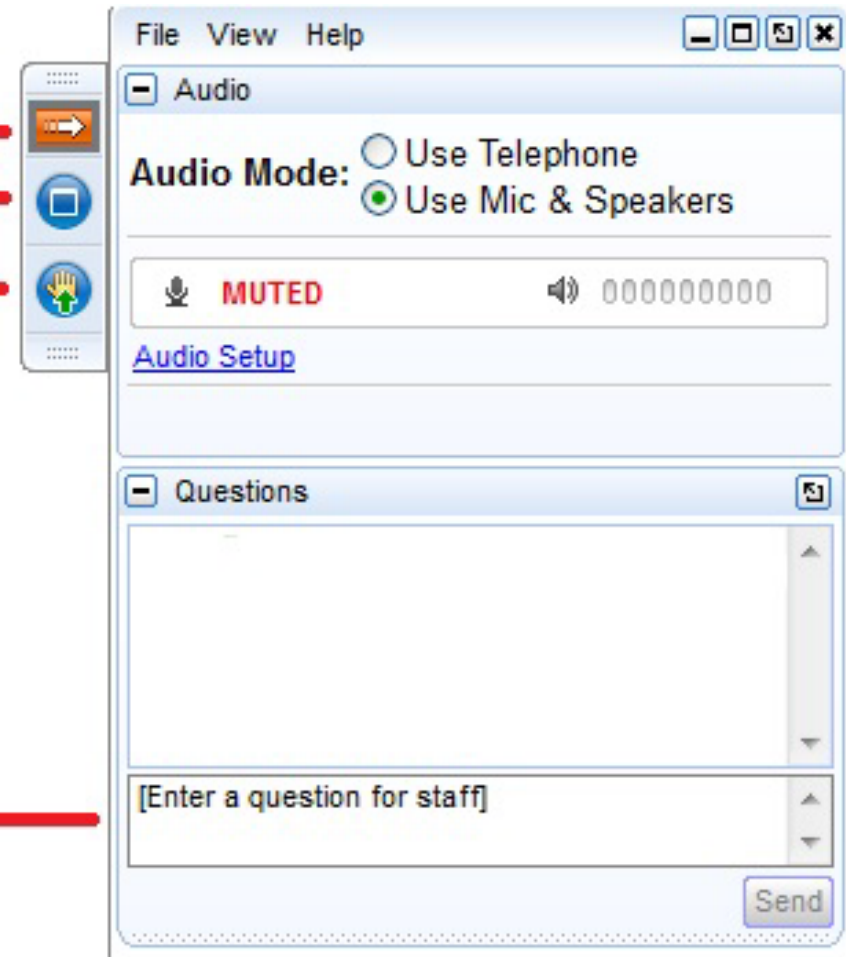 File View Help
Audio
Audio Mode:
Use Telephone
Use Mic & Speakers
MUTED
000000000
Audio Setup
Questions
[Enter a question for staff]
Send